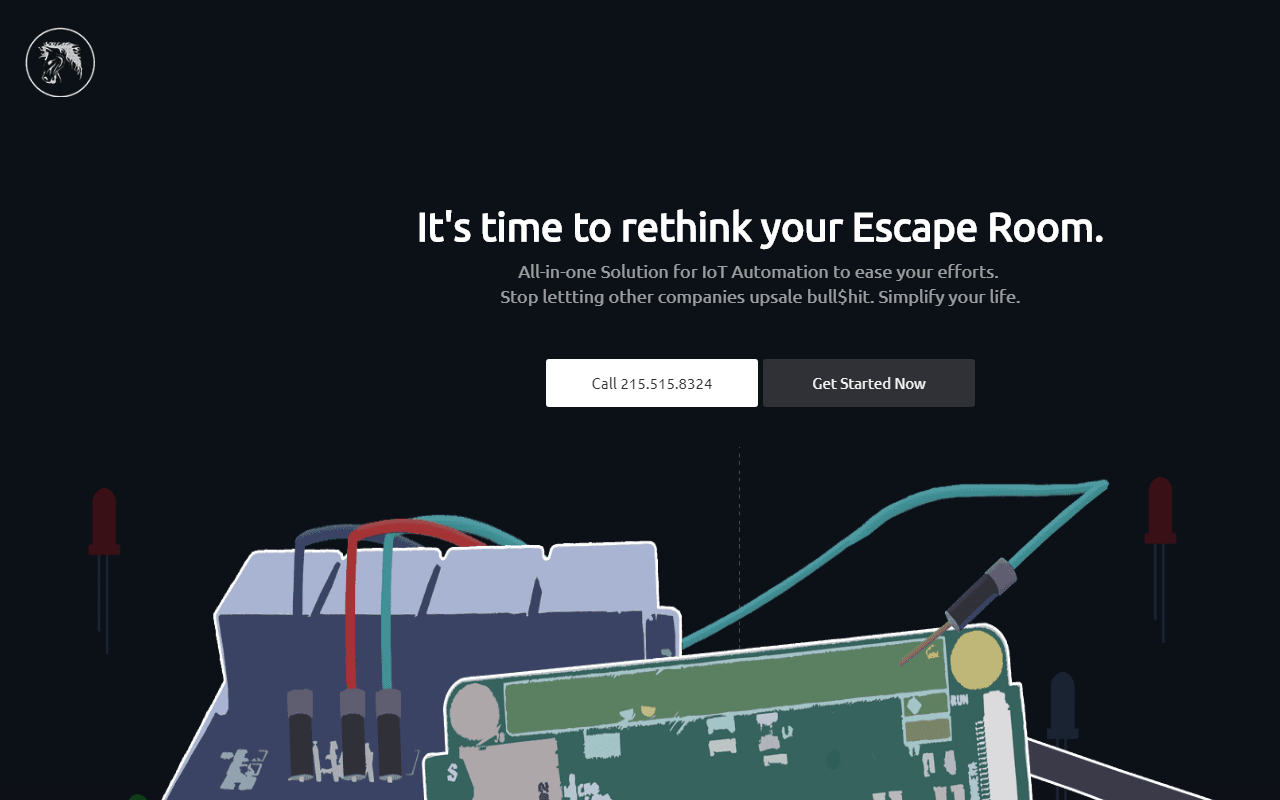 It's time to rethink your Escape Room.
All-in-one Solution for IoT Automation to ease your efforts.
Stop lettting other companies upsale bull$hit. Simplify your life.
Call 215.515.8324
Get Started Now
RUN
S